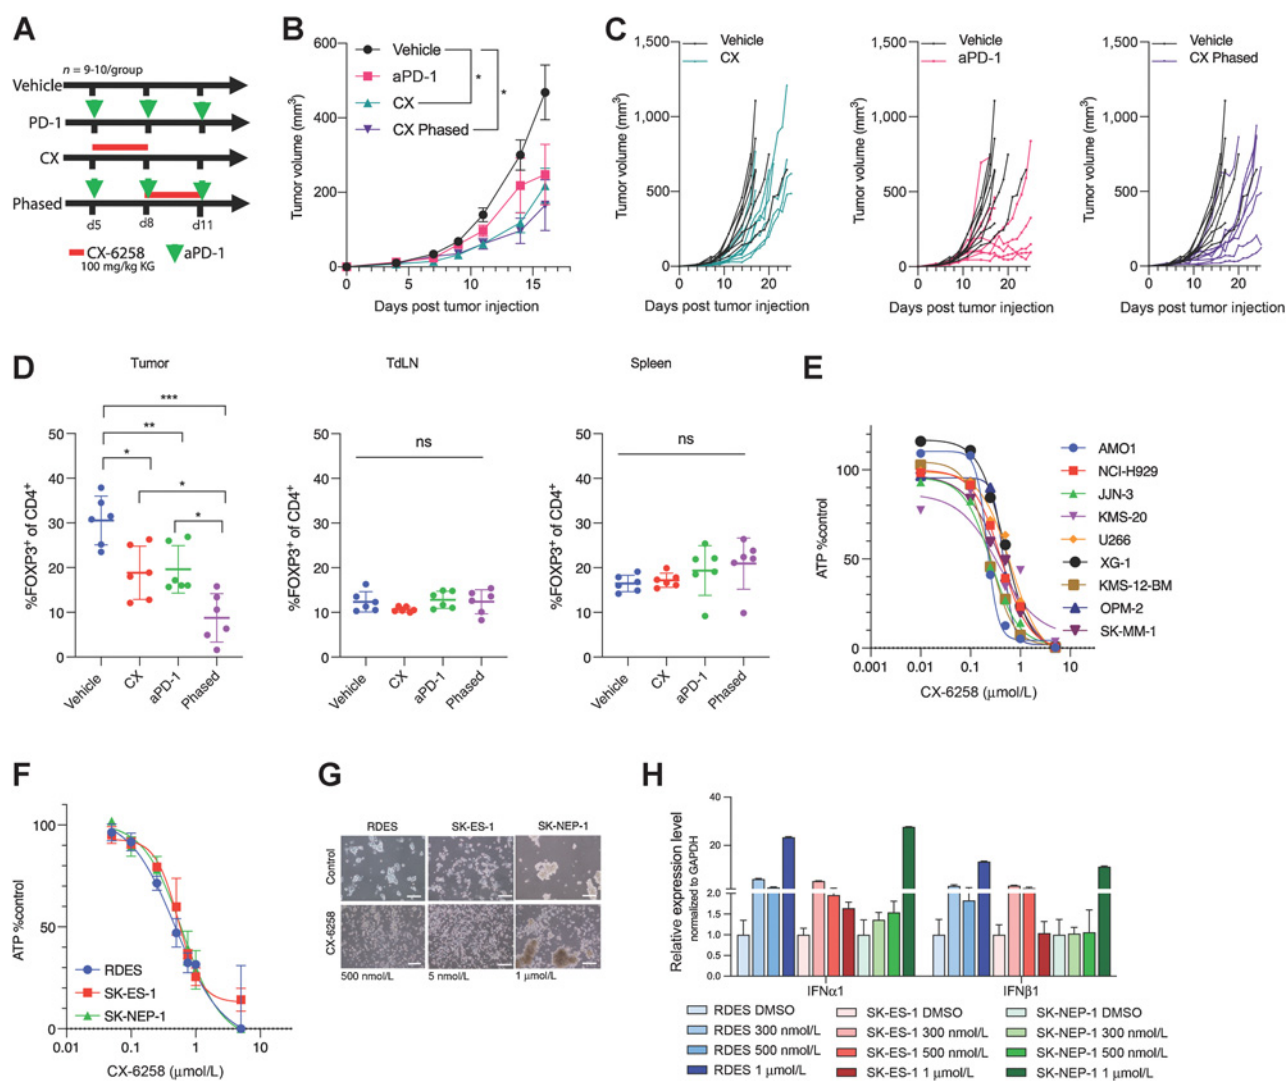 A
n = 9-10/group
Vehicle
PD-1
CX
Phased
d5 d8 d11
CX-6258
100 mg/kg KG
aPD-1
B
Tumor volume (mm³)
600
400
200
0
0 5 10 15
Days post tumor injection
Vehicle
aPD-1
CX
CX Phased
*
*
C
Tumor volume (mm³)
1,500
1,000
500
0
0 10 20
Days post tumor injection
Vehicle
CX
Tumor volume (mm³)
1,500
1,000
500
0
0 10 20
Days post tumor injection
Vehicle
aPD-1
Tumor volume (mm³)
1,500
1,000
500
0
0 10 20
Days post tumor injection
Vehicle
CX Phased
D
Tumor
***
**
*
*
*
%FOXP3⁺ of CD4⁺
50
40
30
20
10
0
Vehicle CX aPD-1 Phased
TdLN
ns
%FOXP3⁺ of CD4⁺
50
40
30
20
10
0
Vehicle CX aPD-1 Phased
Spleen
ns
%FOXP3⁺ of CD4⁺
50
40
30
20
10
0
Vehicle CX aPD-1 Phased
E
ATP %control
100
50
0
0.001 0.01 0.1 1.0 10
CX-6258 (μmol/L)
AMO1
NCI-H929
JJN-3
KMS-20
U266
XG-1
KMS-12-BM
OPM-2
SK-MM-1
F
ATP %control
100
50
0
0.01 0.1 1 10
CX-6258 (μmol/L)
RDES
SK-ES-1
SK-NEP-1
G
RDES SK-ES-1 SK-NEP-1
Control
CX-6258
500 nmol/L 5 nmol/L 1 μmol/L
H
Relative expression level
normalized to GAPDH
40
20
2.0
1.5
1.0
0.5
0.0
IFNα1 IFNβ1
RDES DMSO SK-ES-1 DMSO SK-NEP-1 DMSO
RDES 300 nmol/L SK-ES-1 300 nmol/L SK-NEP-1 300 nmol/L
RDES 500 nmol/L SK-ES-1 500 nmol/L SK-NEP-1 500 nmol/L
RDES 1 μmol/L SK-ES-1 1 μmol/L SK-NEP-1 1 μmol/L